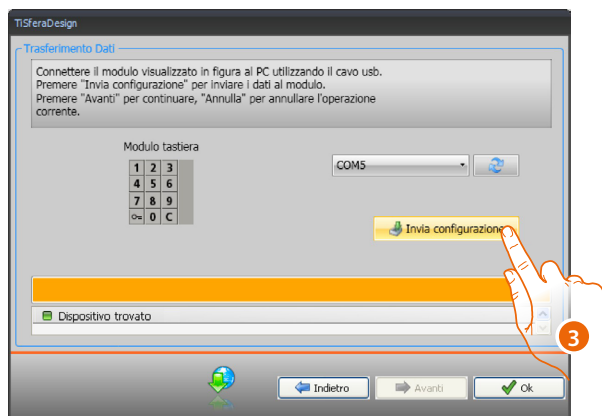 TiSferaDesign
Trasferimento Dati
Connettere il modulo visualizzato in figura al PC utilizzando il cavo usb.
Premere "Invia configurazione" per inviare i dati al modulo.
Premere "Avanti" per continuare, "Annulla" per annullare l'operazione
corrente.
Modulo tastiera
1 2 3
4 5 6
7 8 9
0 C
COM5
Invia configurazione
Dispositivo trovato
3
Indietro
Avanti
Ok